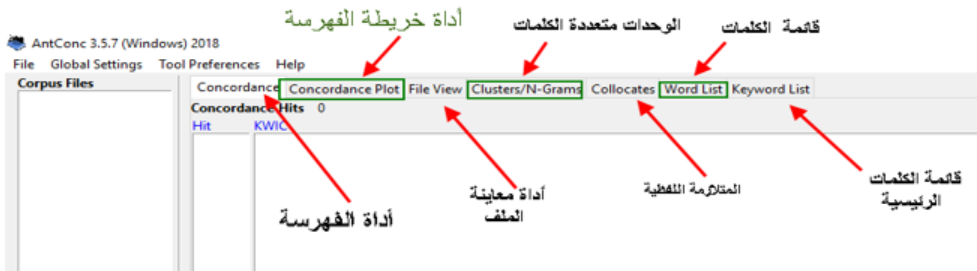 أداة خريطة الفهرسة
الوحدات متعددة الكلمات
قائمة الكلمات
AntConc 3.5.7 (Windows) 2018
File Global Settings Tool Preferences Help
Corpus Files
Concordance Concordance Plot File View Clusters/N-Grams Collocates Word List Keyword List
Concordance Hits 0
Hit KWIC
أداة الفهرسة
أداة معاينة
الملف
المتلازمة اللفظية
قائمة الكلمات
الرئيسية